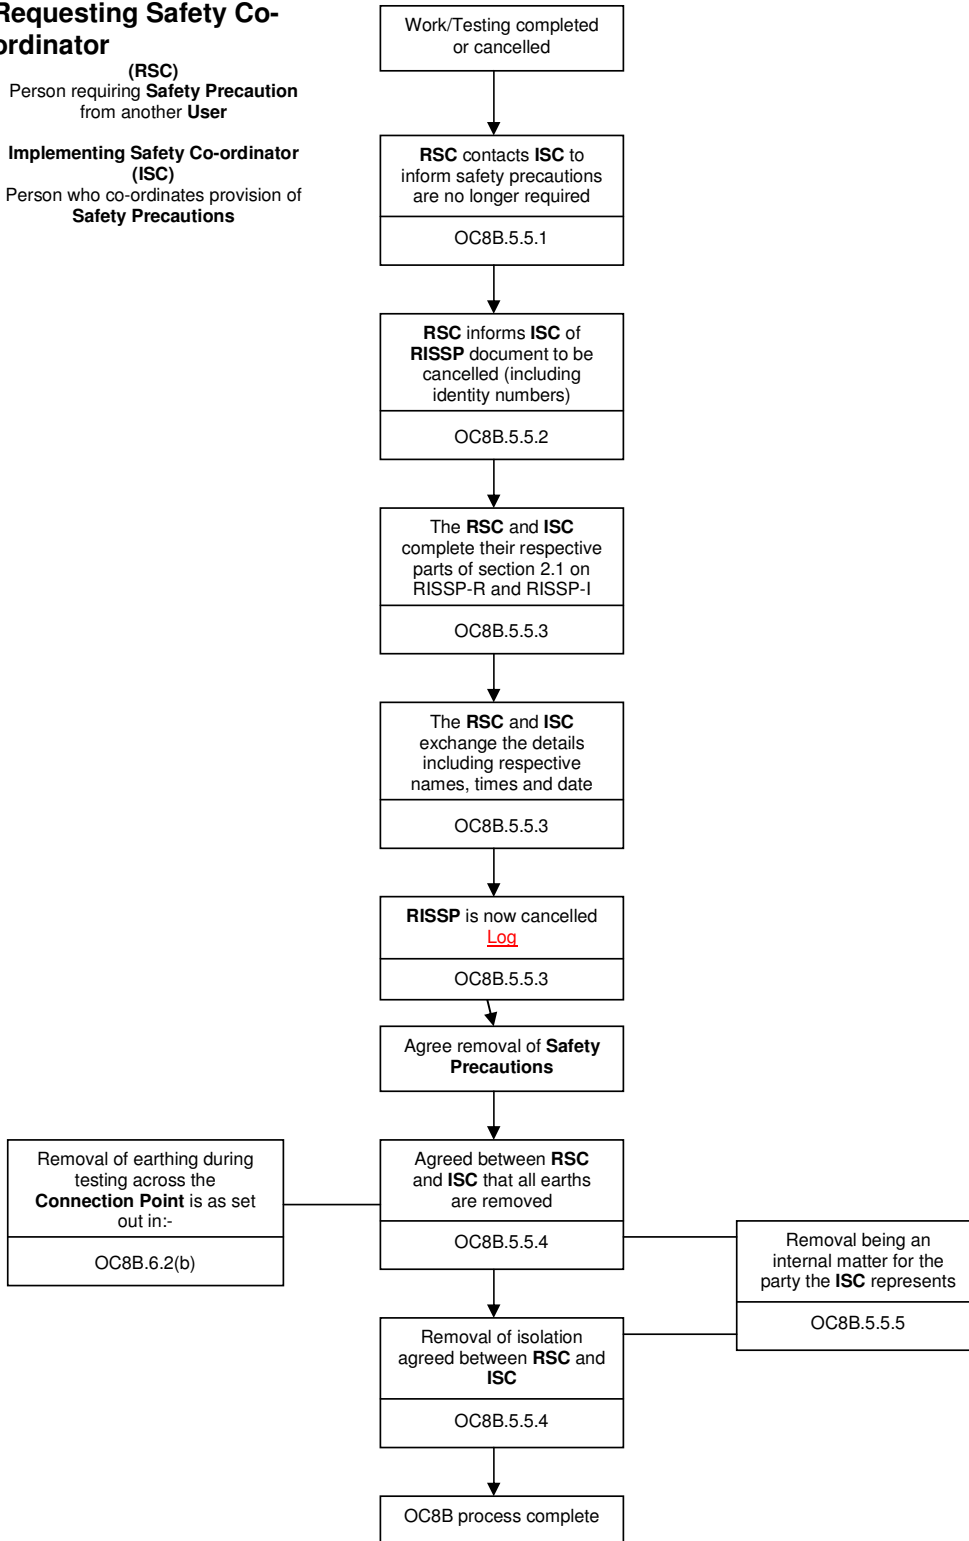 Requesting Safety Co-
ordinator
(RSC)
Person requiring Safety Precaution
from another User
Implementing Safety Co-ordinator
(ISC)
Person who co-ordinates provision of
Safety Precautions
Work/Testing completed
or cancelled
RSC contacts ISC to
inform safety precautions
are no longer required
OC8B.5.5.1
RSC informs ISC of
RISSP document to be
cancelled (including
identity numbers)
OC8B.5.5.2
The RSC and ISC
complete their respective
parts of section 2.1 on
RISSP-R and RISSP-I
OC8B.5.5.3
The RSC and ISC
exchange the details
including respective
names, times and date
OC8B.5.5.3
RISSP is now cancelled
Log
OC8B.5.5.3
Agree removal of Safety
Precautions
Removal of earthing during
testing across the
Connection Point is as set
out in:-
OC8B.6.2(b)
Agreed between RSC
and ISC that all earths
are removed
OC8B.5.5.4
Removal being an
internal matter for the
party the ISC represents
OC8B.5.5.5
Removal of isolation
agreed between RSC and
ISC
OC8B.5.5.4
OC8B process complete